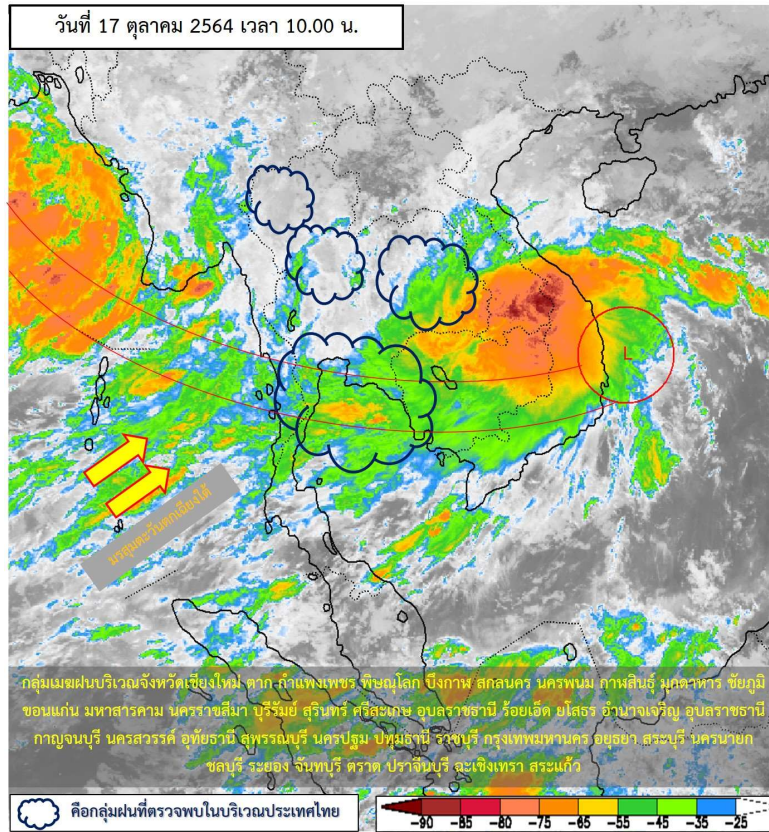 วันที่ 17 ตุลาคม 2564 เวลา 10.00 น.
L
มรสุมตะวันตกเฉียงใต้
กลุ่มเมฆฝนบริเวณจังหวัดเชียงใหม่ ตาก กำแพงเพชร พิษณุโลก บึงกาฬ สกลนคร นครพนม กาฬสินธุ์ มุกดาหาร ชัยภูมิ
ขอนแก่น มหาสารคาม นครราชสีมา บุรีรัมย์ สุรินทร์ ศรีสะเกษ อุบลราชธานี ร้อยเอ็ด ยโสธร อำนาจเจริญ อุบลราชธานี
กาญจนบุรี นครสวรรค์ อุทัยธานี สุพรรณบุรี นครปฐม ปทุมธานี ราชบุรี กรุงเทพมหานคร อยุธยา สระบุรี นครนายก
ชลบุรี ระยอง จันทบุรี ตราด ปราจีนบุรี ฉะเชิงเทรา สระแก้ว
คือกลุ่มฝนที่ตรวจพบในบริเวณประเทศไทย
-90 -85 -80 -75 -65 -55 -45 -35 -25